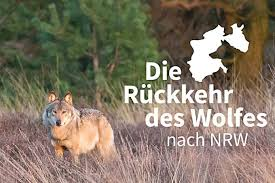 Die
Rückkehr
des Wolfes
nach NRW